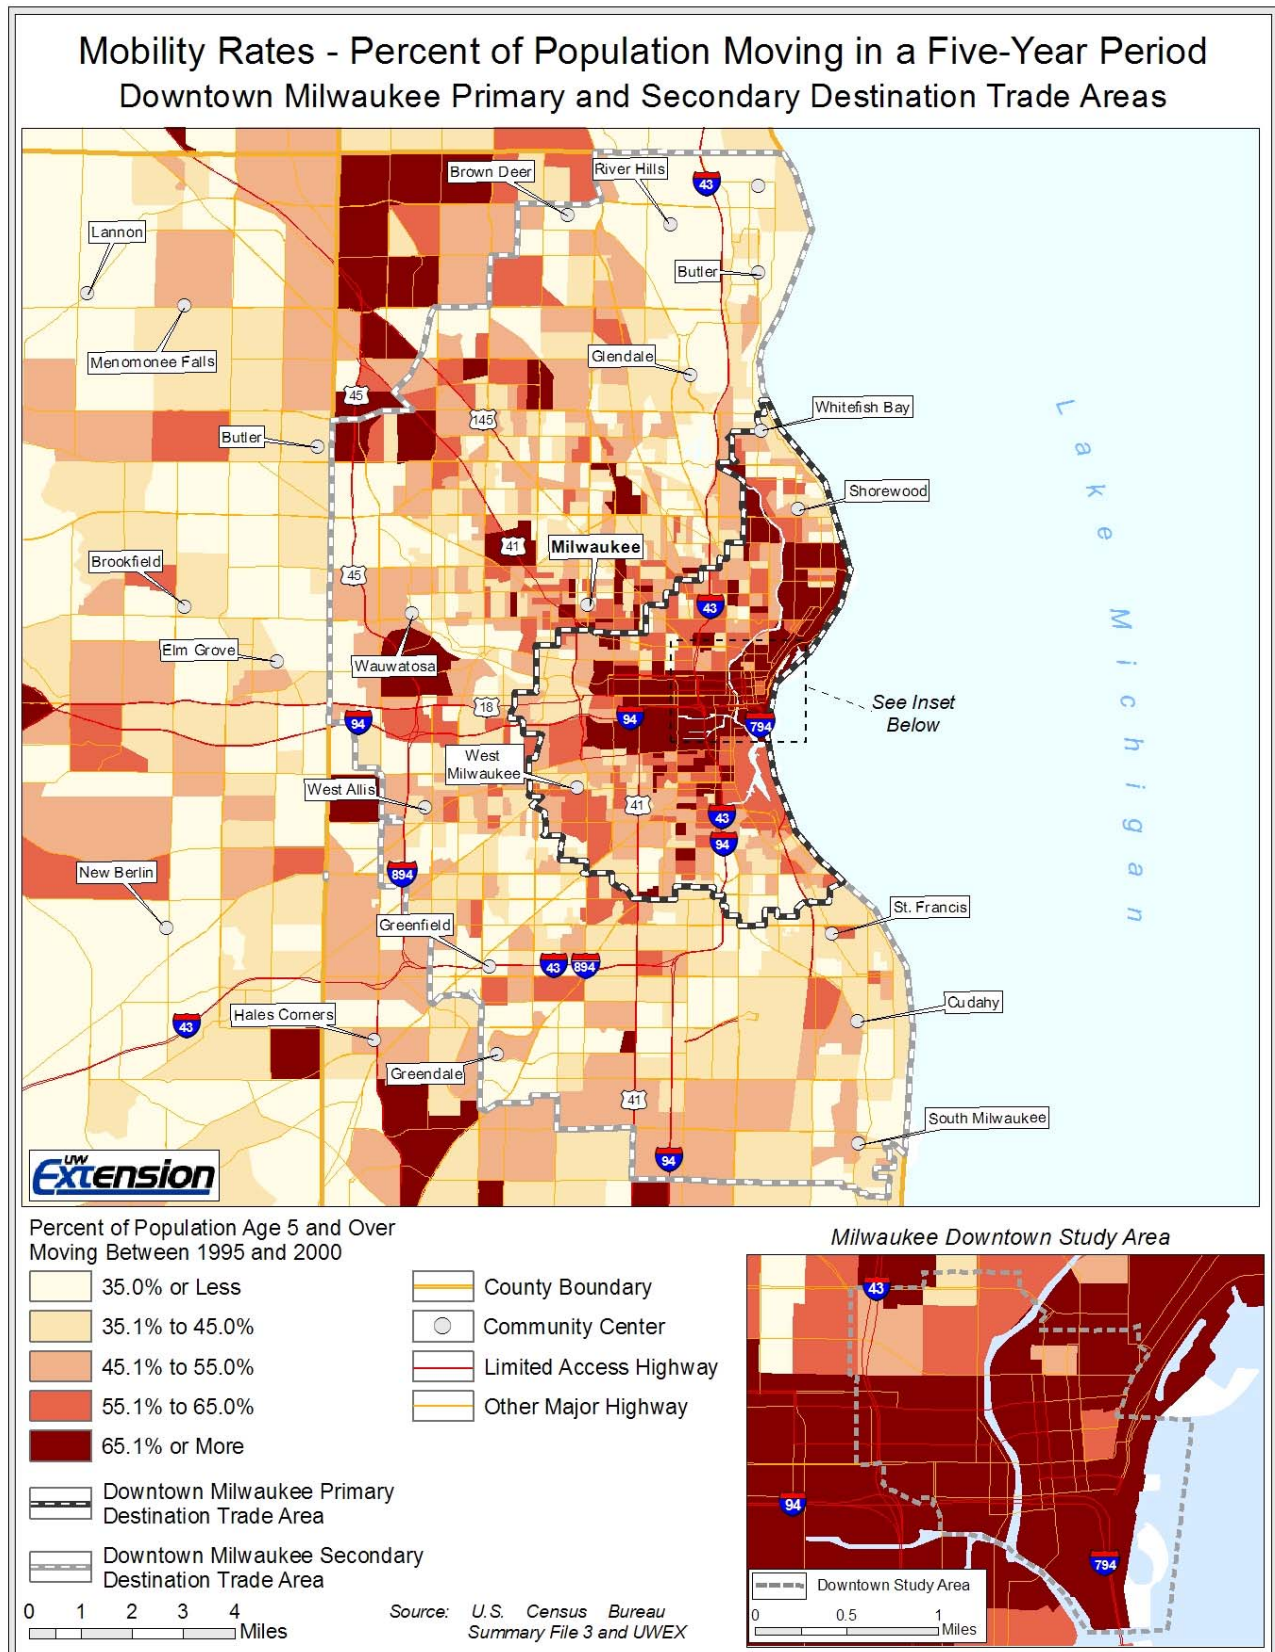 Mobility Rates - Percent of Population Moving in a Five-Year Period
Downtown Milwaukee Primary and Secondary Destination Trade Areas
Brown Deer
River Hills
43
Lannon
Butler
Menomonee Falls
Glendale
45
145
Whitefish Bay
Butler
Shorewood
Lake Michigan
41
Milwaukee
Brookfield
45
43
Elm Grove
Wauwatosa
18
See Inset
Below
94
94
794
West
Milwaukee
West Allis
41
43
94
New Berlin
894
St. Francis
Greenfield
43
894
Cudahy
Hales Corners
43
Greendale
41
South Milwaukee
94
UW
Extension
Percent of Population Age 5 and Over
Moving Between 1995 and 2000
35.0% or Less
35.1% to 45.0%
45.1% to 55.0%
55.1% to 65.0%
65.1% or More
Downtown Milwaukee Primary
Destination Trade Area
Downtown Milwaukee Secondary
Destination Trade Area
County Boundary
Community Center
Limited Access Highway
Other Major Highway
0 1 2 3 4
Miles
Source: U.S. Census Bureau
Summary File 3 and UWEX
Milwaukee Downtown Study Area
43
94
794
Downtown Study Area
0 0.5 1
Miles